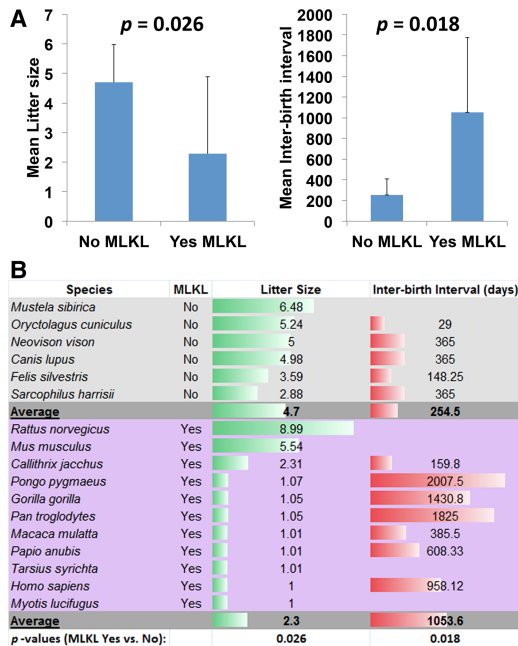 A
p = 0.026
p = 0.018
Mean Litter size
7
6
5
4
3
2
1
0
No MLKL Yes MLKL
Mean Inter-birth interval
2000
1800
1600
1400
1200
1000
800
600
400
200
0
No MLKL Yes MLKL
B
Species MLKL Litter Size Inter-birth Interval (days)
Mustela sibirica No 6.48
Oryctolagus cuniculus No 5.24 29
Neovison vison No 5 365
Canis lupus No 4.98 365
Felis silvestris No 3.59 148.25
Sarcophilus harrisii No 2.88 365
Average 4.7 254.5
Rattus norvegicus Yes 8.99
Mus musculus Yes 5.54
Callithrix jacchus Yes 2.31 159.8
Pongo pygmaeus Yes 1.07 2007.5
Gorilla gorilla Yes 1.05 1430.8
Pan troglodytes Yes 1.05 1825
Macaca mulatta Yes 1.01 385.5
Papio anubis Yes 1.01 608.33
Tarsius syrichta Yes 1.01
Homo sapiens Yes 1 958.12
Myotis lucifugus Yes 1
Average 2.3 1053.6
p-values (MLKL Yes vs. No): 0.026 0.018